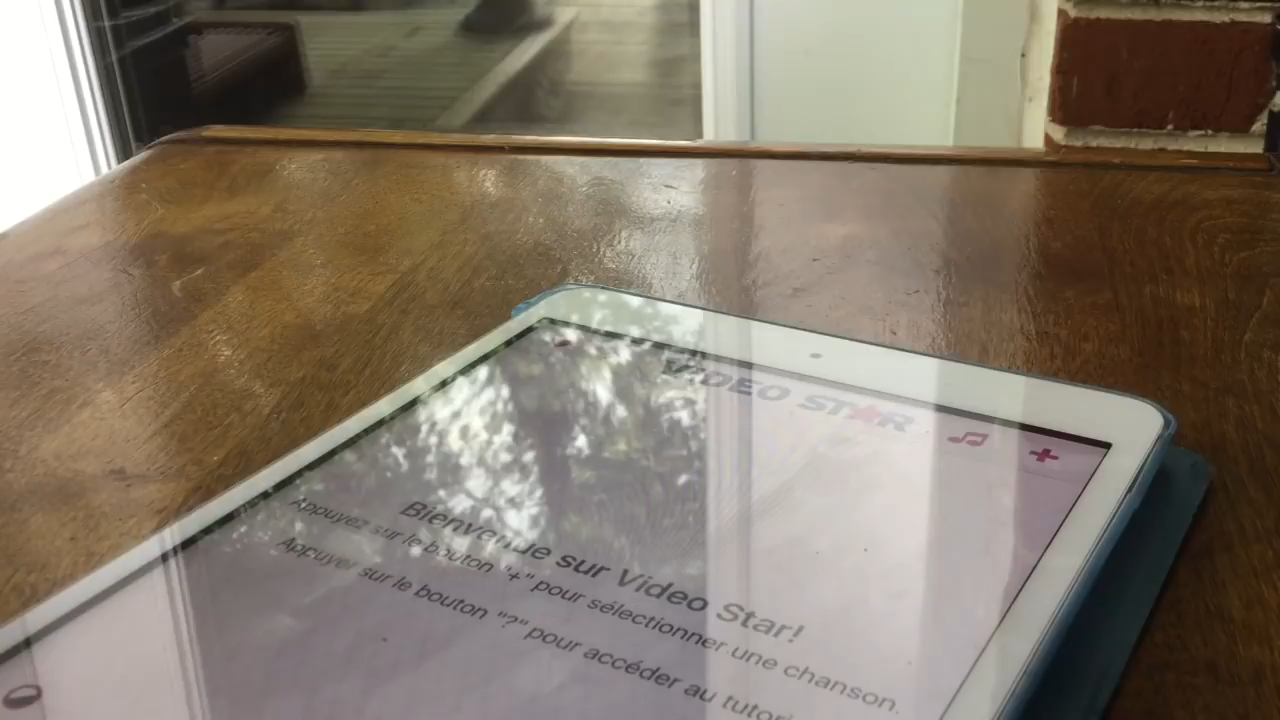 VIDEO STAR
Bienvenue sur Video Star!
Appuyez sur le bouton "+" pour sélectionner une chanson.
Appuyer sur le bouton "?" pour accéder au